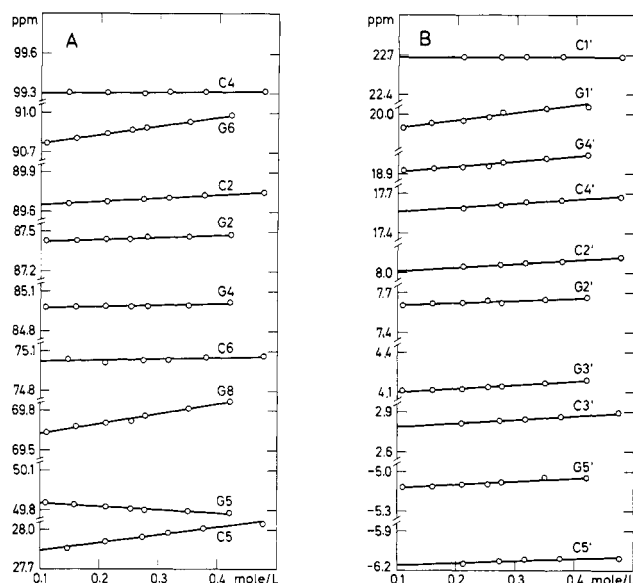 ppm
A
99.6
99.3
C4
91.0
G6
90.7
89.9
C2
89.6
87.5
G2
87.2
85.1
G4
84.8
75.1
C6
74.8
G8
69.8
69.5
50.1
49.8
G5
28.0
C5
27.7
0.1 0.2 0.3 0.4 mole/L
ppm
B
C1'
22.7
22.4
G1'
20.0
G4'
18.9
17.7
C4'
17.4
C2'
8.0
7.7
G2'
7.4
4.4
G3'
4.1
2.9
C3'
2.6
-5.0
G5'
-5.3
-5.9
C5'
-6.2
0.1 0.2 0.3 0.4 mole/L